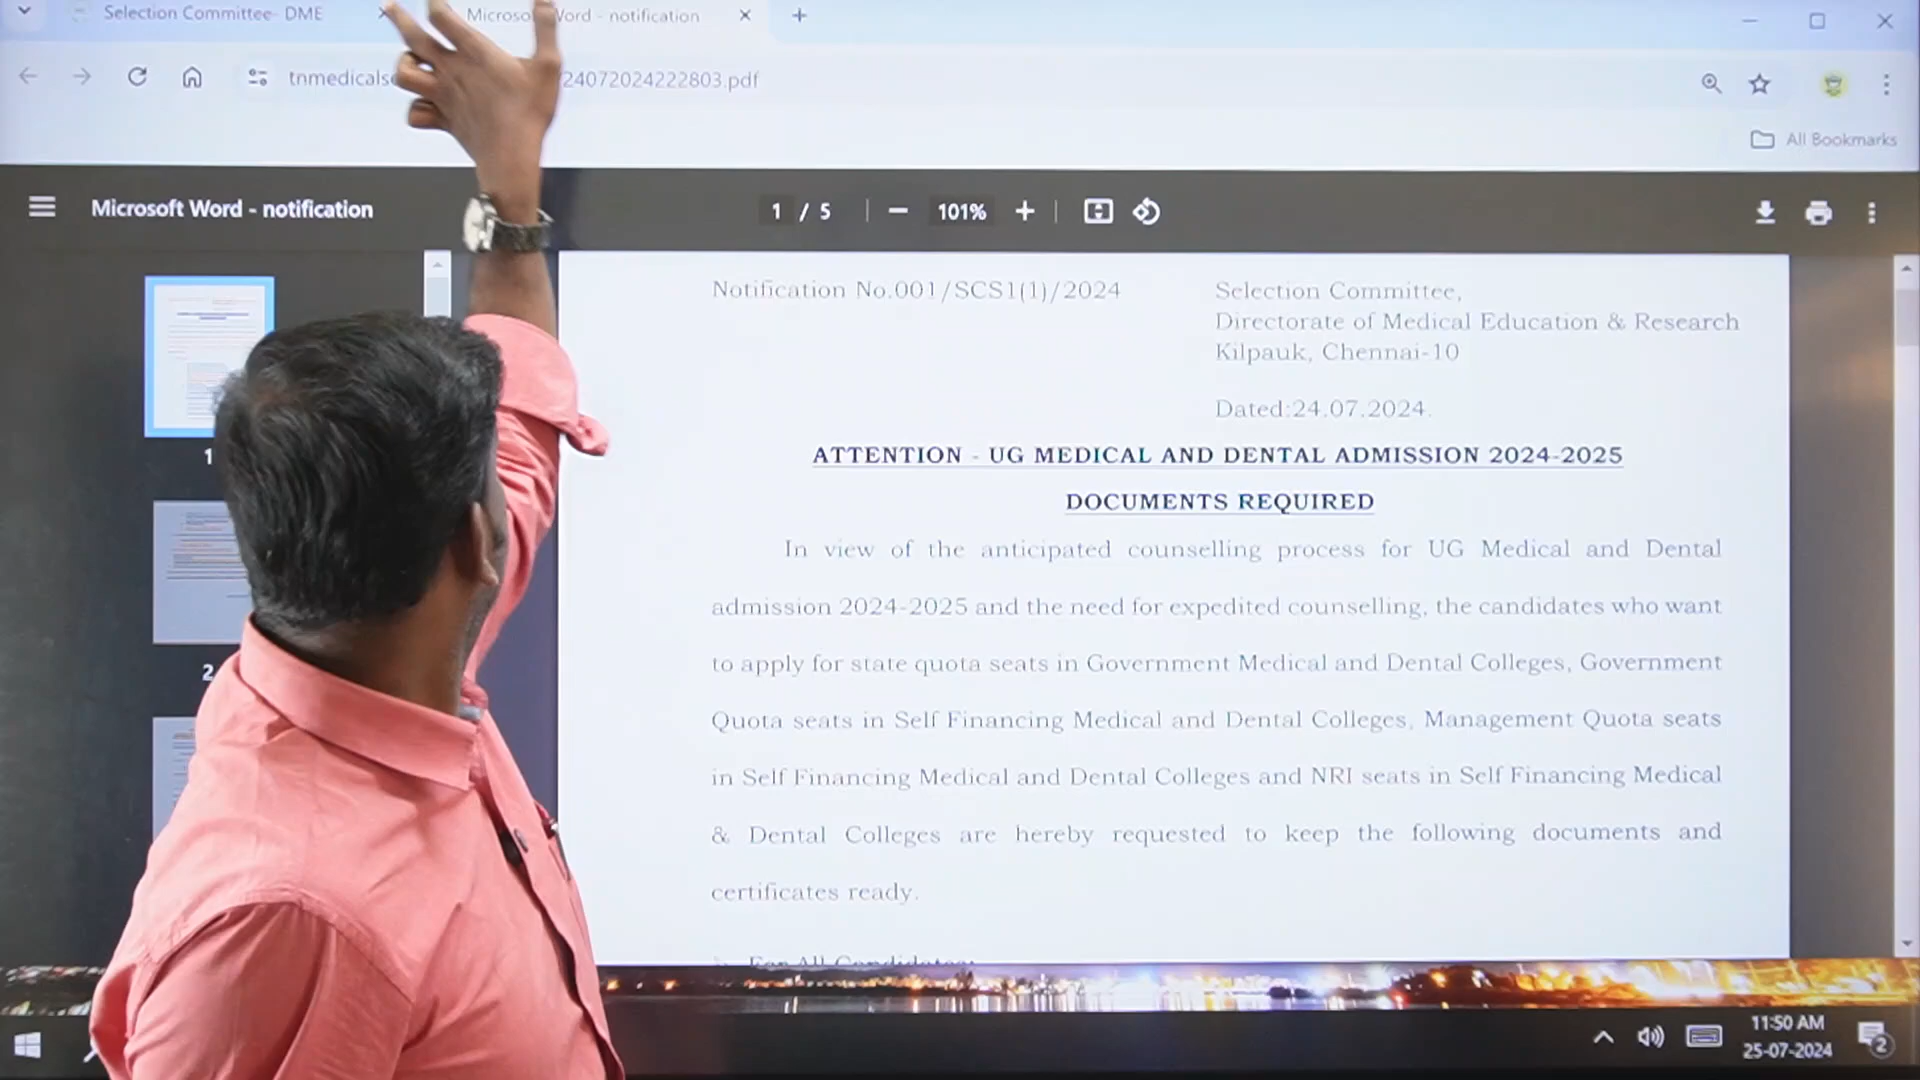 Selection Committee- DME
Word - notification
24072024222803.pdf
All Bookmarks
Microsoft Word - notification
1 / 5
101%
1
2
Notification No.001/SCS1(1)/2024
Selection Committee,
Directorate of Medical Education & Research
Kilpauk, Chennai-10
Dated:24.07.2024.
ATTENTION - UG MEDICAL AND DENTAL ADMISSION 2024-2025
DOCUMENTS REQUIRED
In view of the anticipated counselling process for UG Medical and Dental
admission 2024-2025 and the need for expedited counselling, the candidates who want
to apply for state quota seats in Government Medical and Dental Colleges, Government
Quota seats in Self Financing Medical and Dental Colleges, Management Quota seats
in Self Financing Medical and Dental Colleges and NRI seats in Self Financing Medical
& Dental Colleges are hereby requested to keep the following documents and
certificates ready.
For All Candidates:
11:50 AM
25-07-2024
2